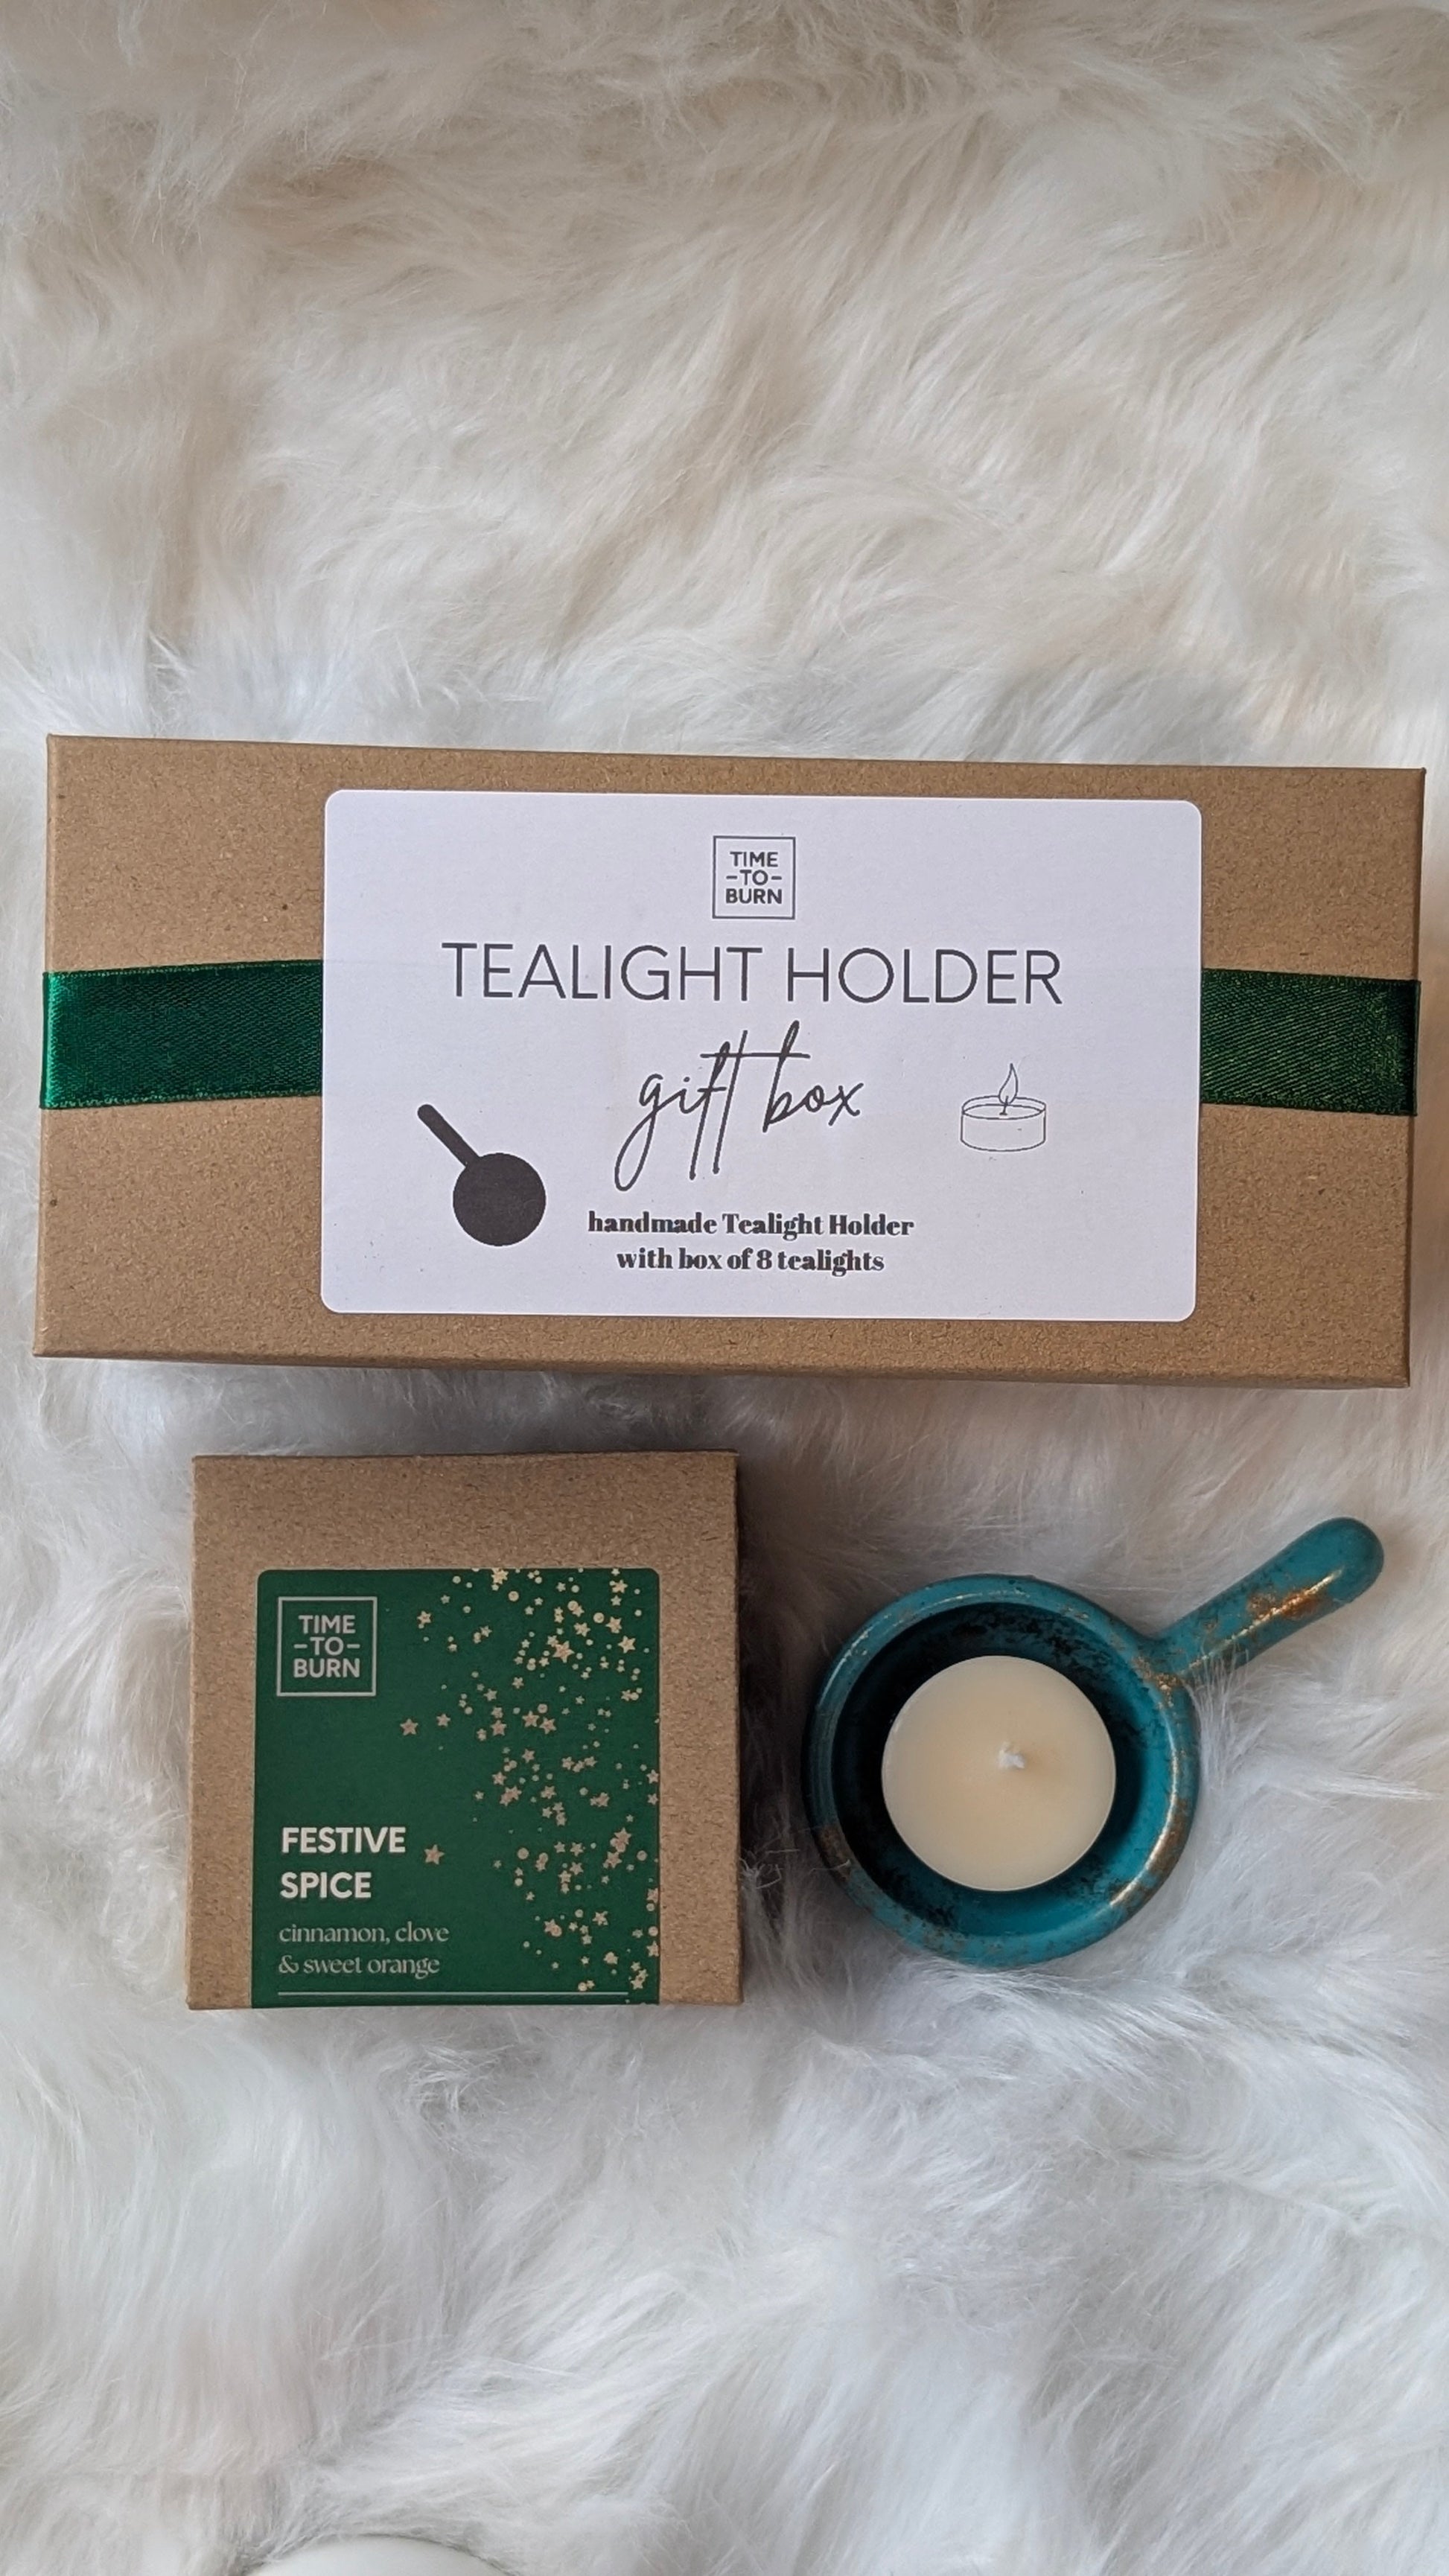 TIME
-TO-
BURN
TEALIGHT HOLDER
gift box
handmade Tealight Holder
with box of 8 tealights
TIME
-TO-
BURN
FESTIVE
SPICE
cinnamon, clove
& sweet orange